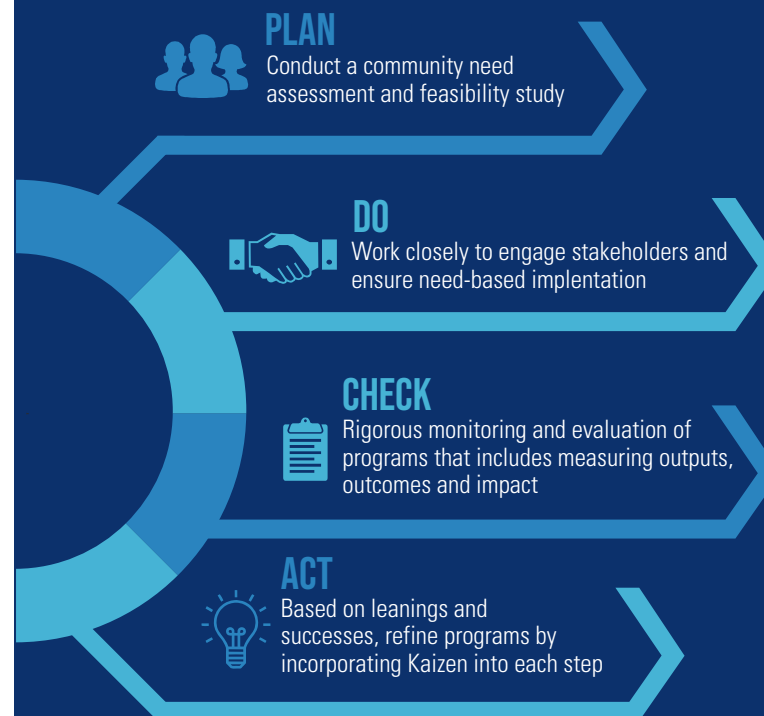 PLAN
Conduct a community need
assessment and feasibility study
DO
Work closely to engage stakeholders and
ensure need-based implentation
CHECK
Rigorous monitoring and evaluation of
programs that includes measuring outputs,
outcomes and impact
ACT
Based on leanings and
successes, refine programs by
incorporating Kaizen into each step